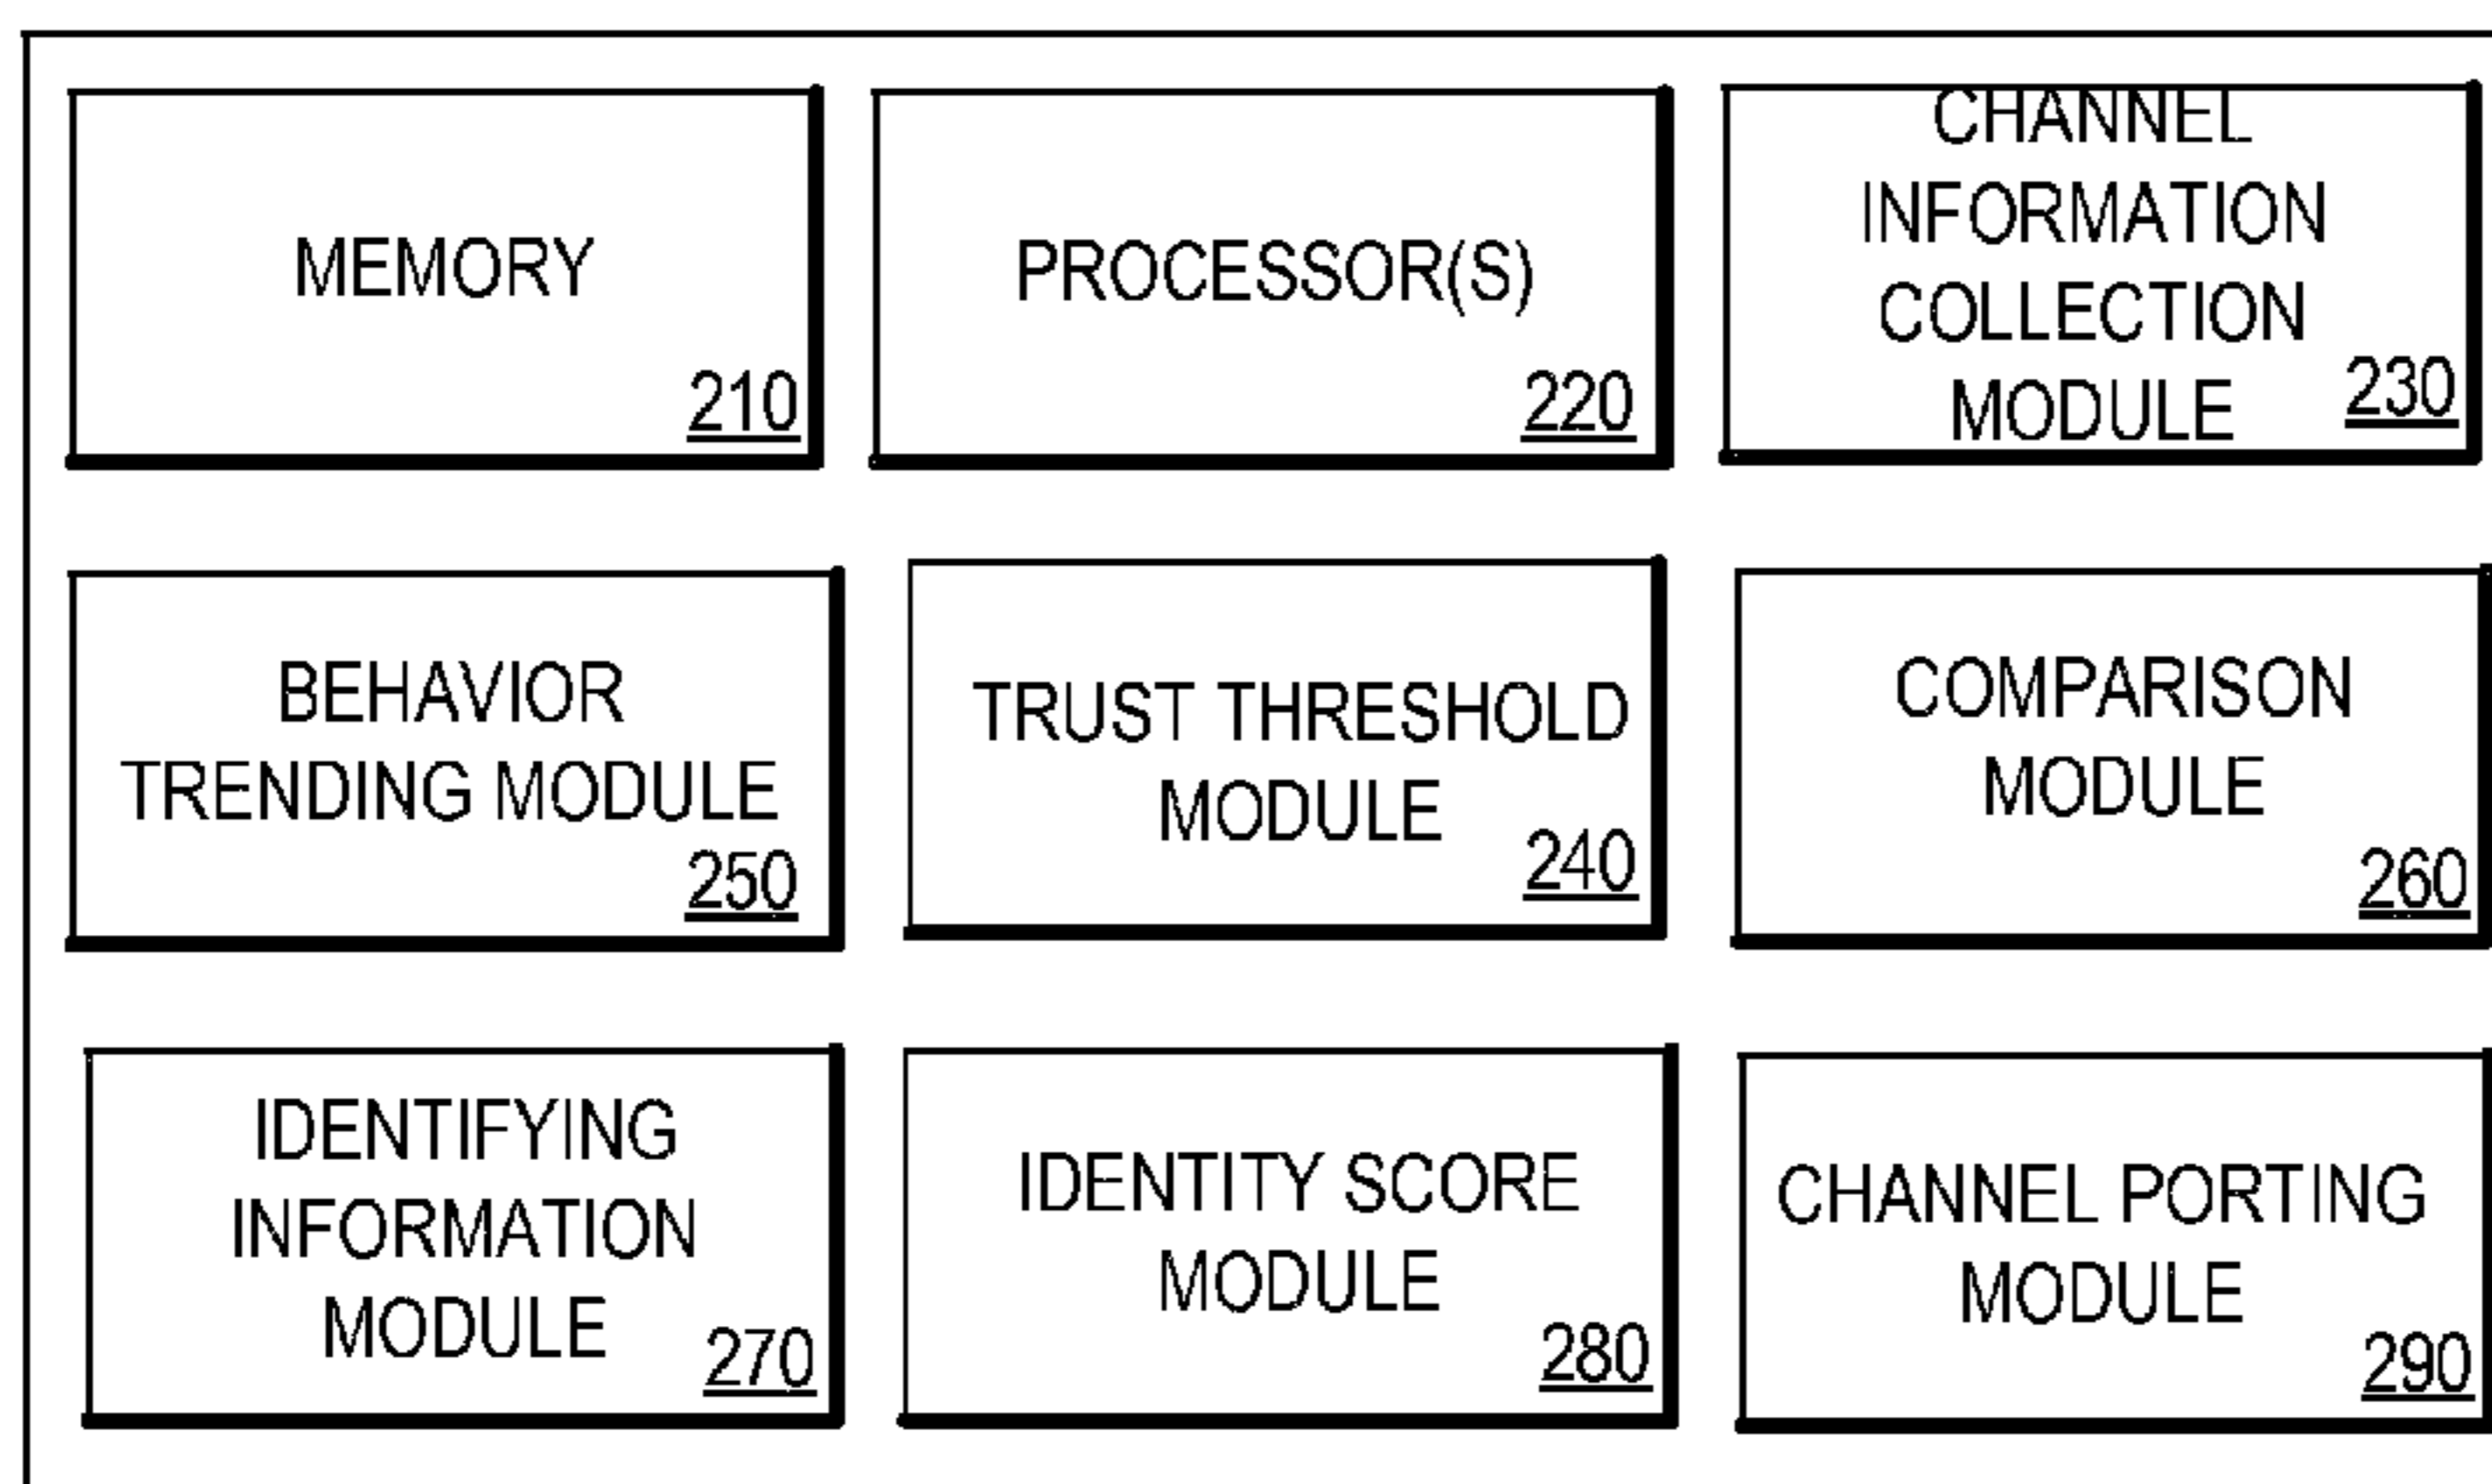 MEMORY
210
PROCESSOR(S)
220
CHANNEL
INFORMATION
COLLECTION
MODULE
230
BEHAVIOR
TRENDING MODULE
250
TRUST THRESHOLD
MODULE
240
COMPARISON
MODULE
260
IDENTIFYING
INFORMATION
MODULE
270
IDENTITY SCORE
MODULE
280
CHANNEL PORTING
MODULE
290